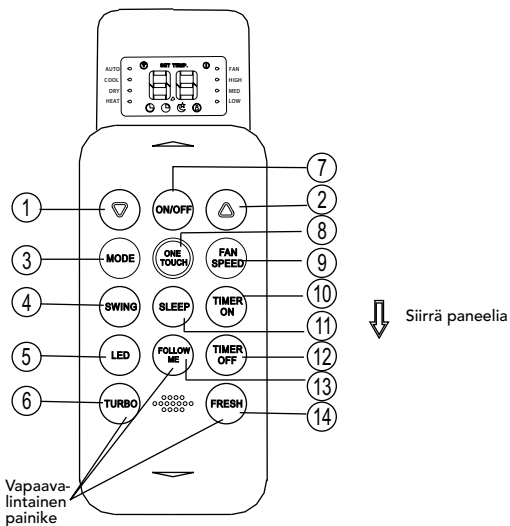 SET TEMP.
AUTO
FAN
COOL
HIGH
DRY
MED
HEAT
LOW
7
1
ON/OFF
2
8
3
MODE
ONE
TOUCH
FAN
SPEED
9
10
4
SWING
SLEEP
TIMER
ON
11
Siirrä paneelia
5
LED
FOLLOW
ME
TIMER
OFF
12
13
6
TURBO
FRESH
14
Vapaava-
lintainen
painike